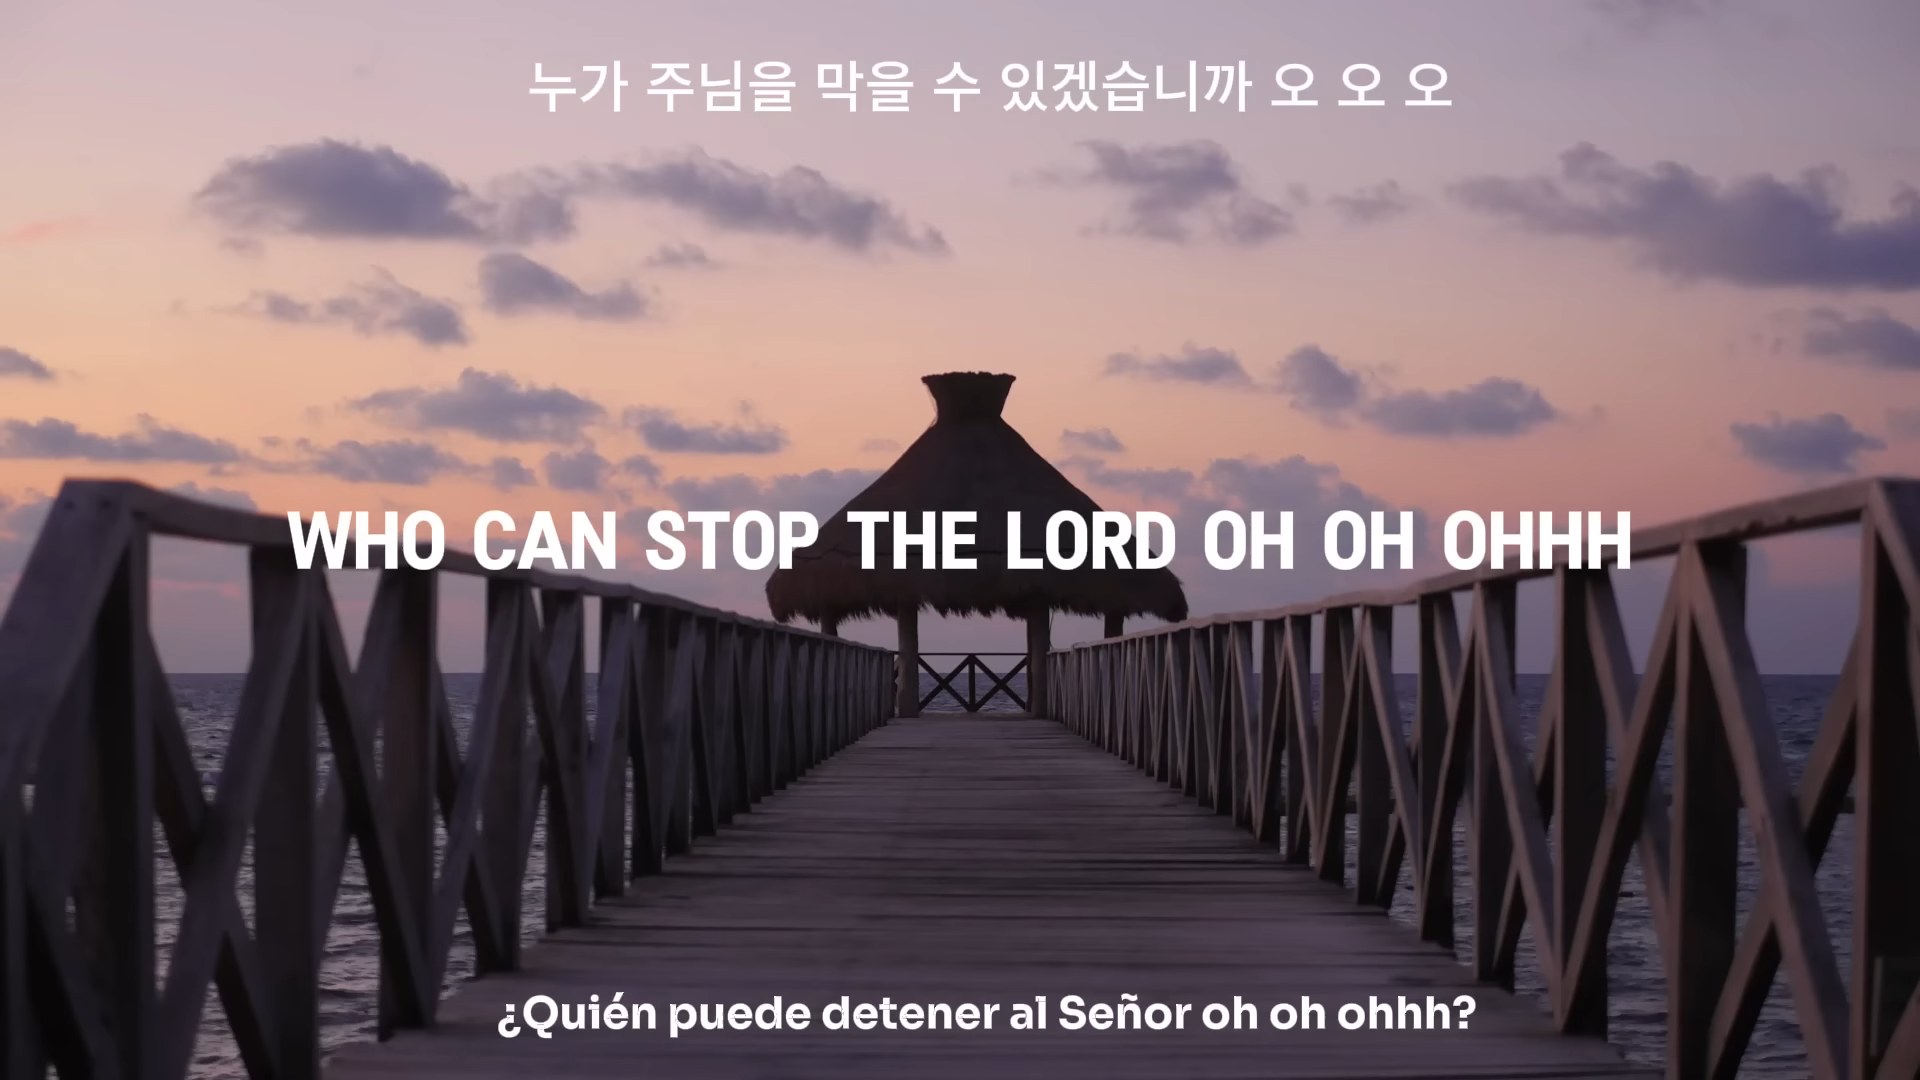 누가 주님을 막을 수 있겠습니까 오 오 오
WHO CAN STOP THE LORD OH OH OHHH
¿Quién puede detener al Señor oh oh ohhh?